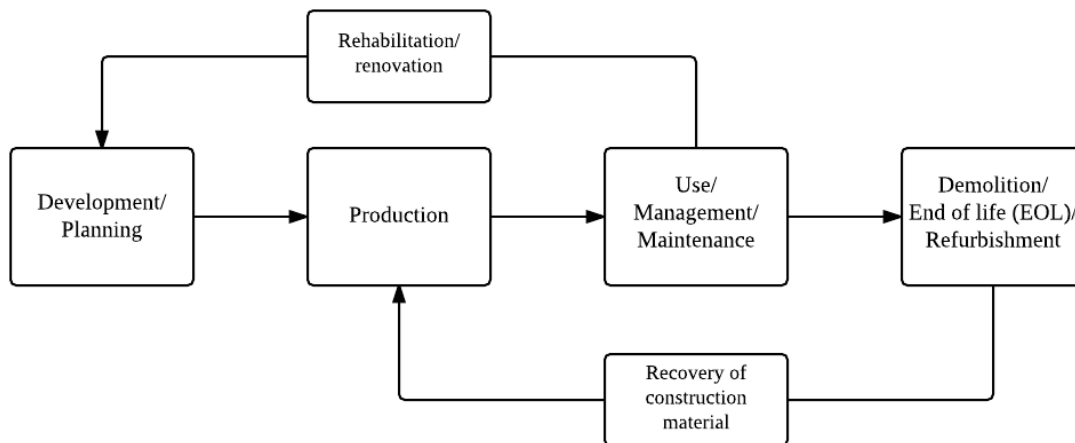 Rehabilitation/
renovation
Development/
Planning
Production
Use/
Management/
Maintenance
Demolition/
End of life (EOL)/
Refurbishment
Recovery of
construction
material